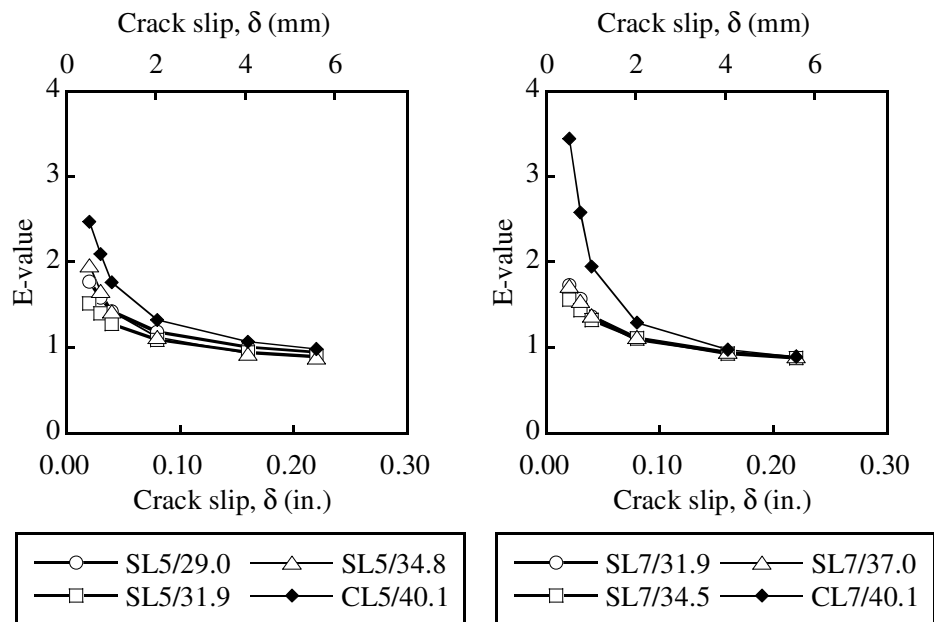 Crack slip, δ (mm)
0 2 4 6
4
3
2
1
0
E-value
0.00 0.10 0.20 0.30
Crack slip, δ (in.)
SL5/29.0 SL5/34.8
SL5/31.9 CL5/40.1
Crack slip, δ (mm)
0 2 4 6
4
3
2
1
0
E-value
0.00 0.10 0.20 0.30
Crack slip, δ (in.)
SL7/31.9 SL7/37.0
SL7/34.5 CL7/40.1